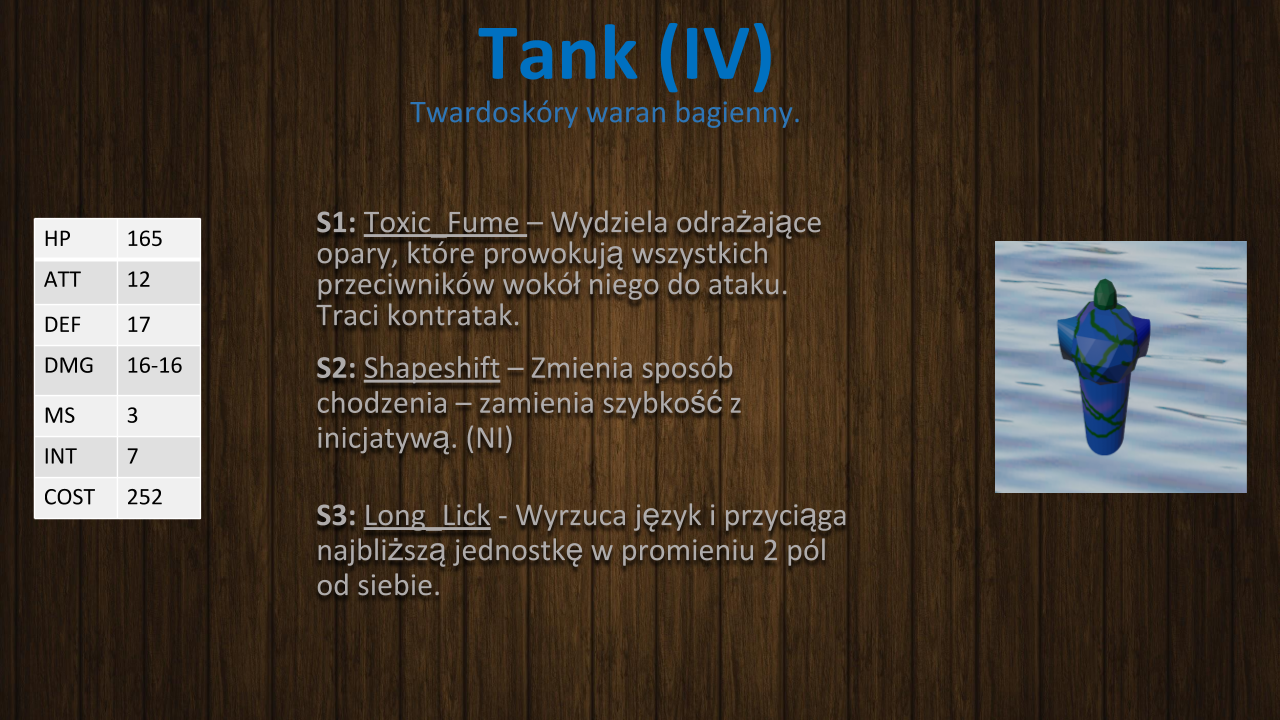 Tank (IV)
Twardoskóry waran bagienny.
HP 165
ATT 12
DEF 17
DMG 16-16
MS 3
INT 7
COST 252
S1: Toxic_Fume – Wydziela odrażające
opary, które prowokują wszystkich
przeciwników wokół niego do ataku.
Traci kontratak.
S2: Shapeshift – Zmienia sposób
chodzenia – zamienia szybkość z
inicjatywą. (NI)
S3: Long_Lick - Wyrzuca język i przyciąga
najbliższą jednostkę w promieniu 2 pól
od siebie.